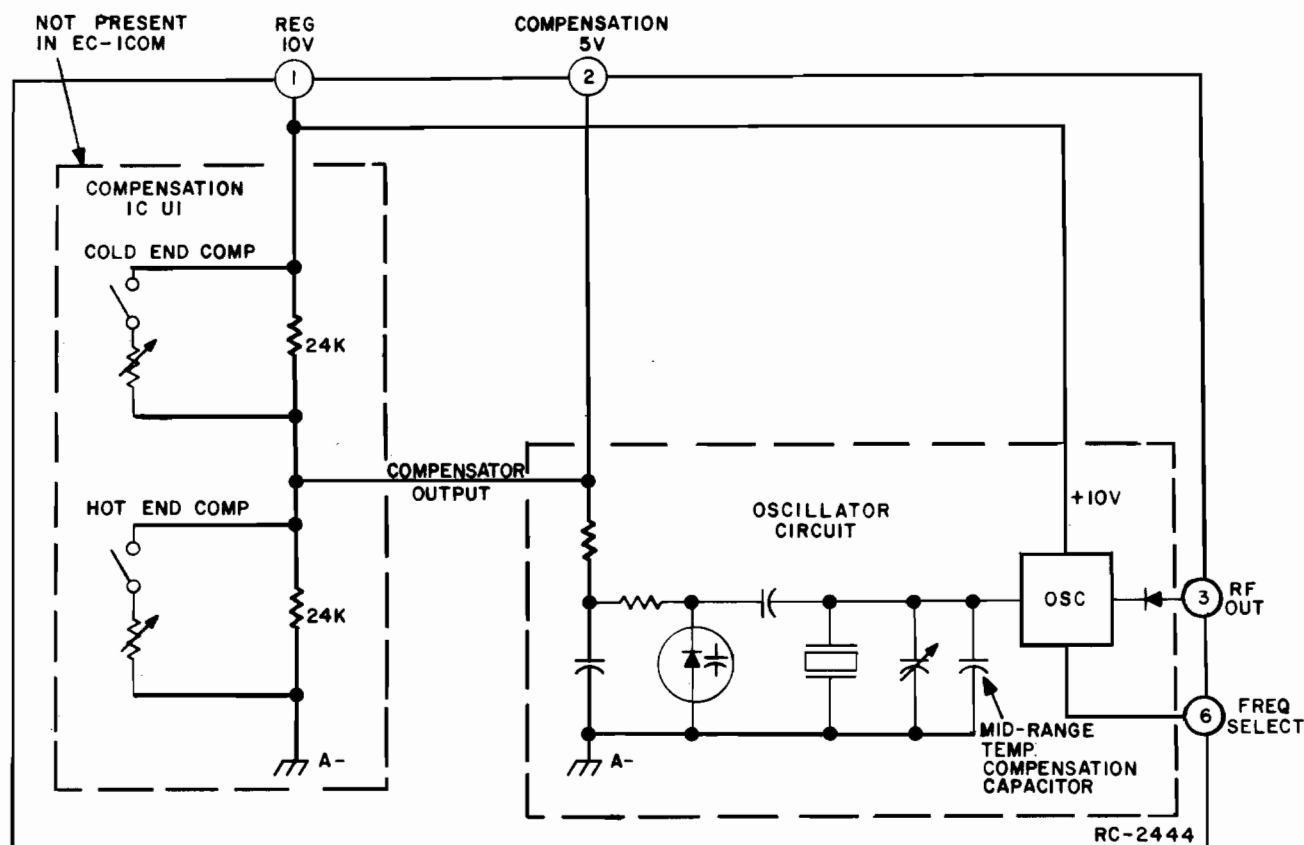 NOT PRESENT
IN EC-ICOM
REG
10V
1
COMPENSATION
5V
2
COMPENSATION
IC U1
COLD END COMP
24K
COMPENSATOR
OUTPUT
HOT END COMP
24K
A-
OSCILLATOR
CIRCUIT
+10V
OSC
3
RF
OUT
6
FREQ
SELECT
MID-RANGE
TEMP.
COMPENSATION
CAPACITOR
A-
RC-2444